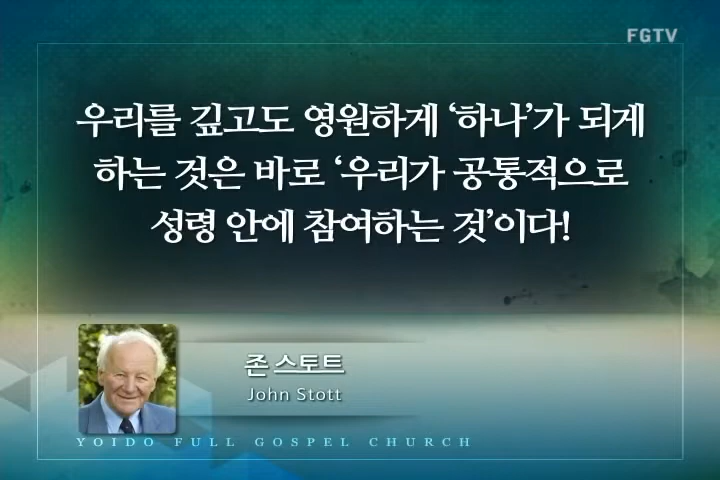 FGTV
우리를 깊고도 영원하게 ‘하나’가 되게
하는 것은 바로 ‘우리가 공통적으로
성령 안에 참여하는 것’이다!
존 스토트
John Stott
YOIDO FULL GOSPEL CHURCH